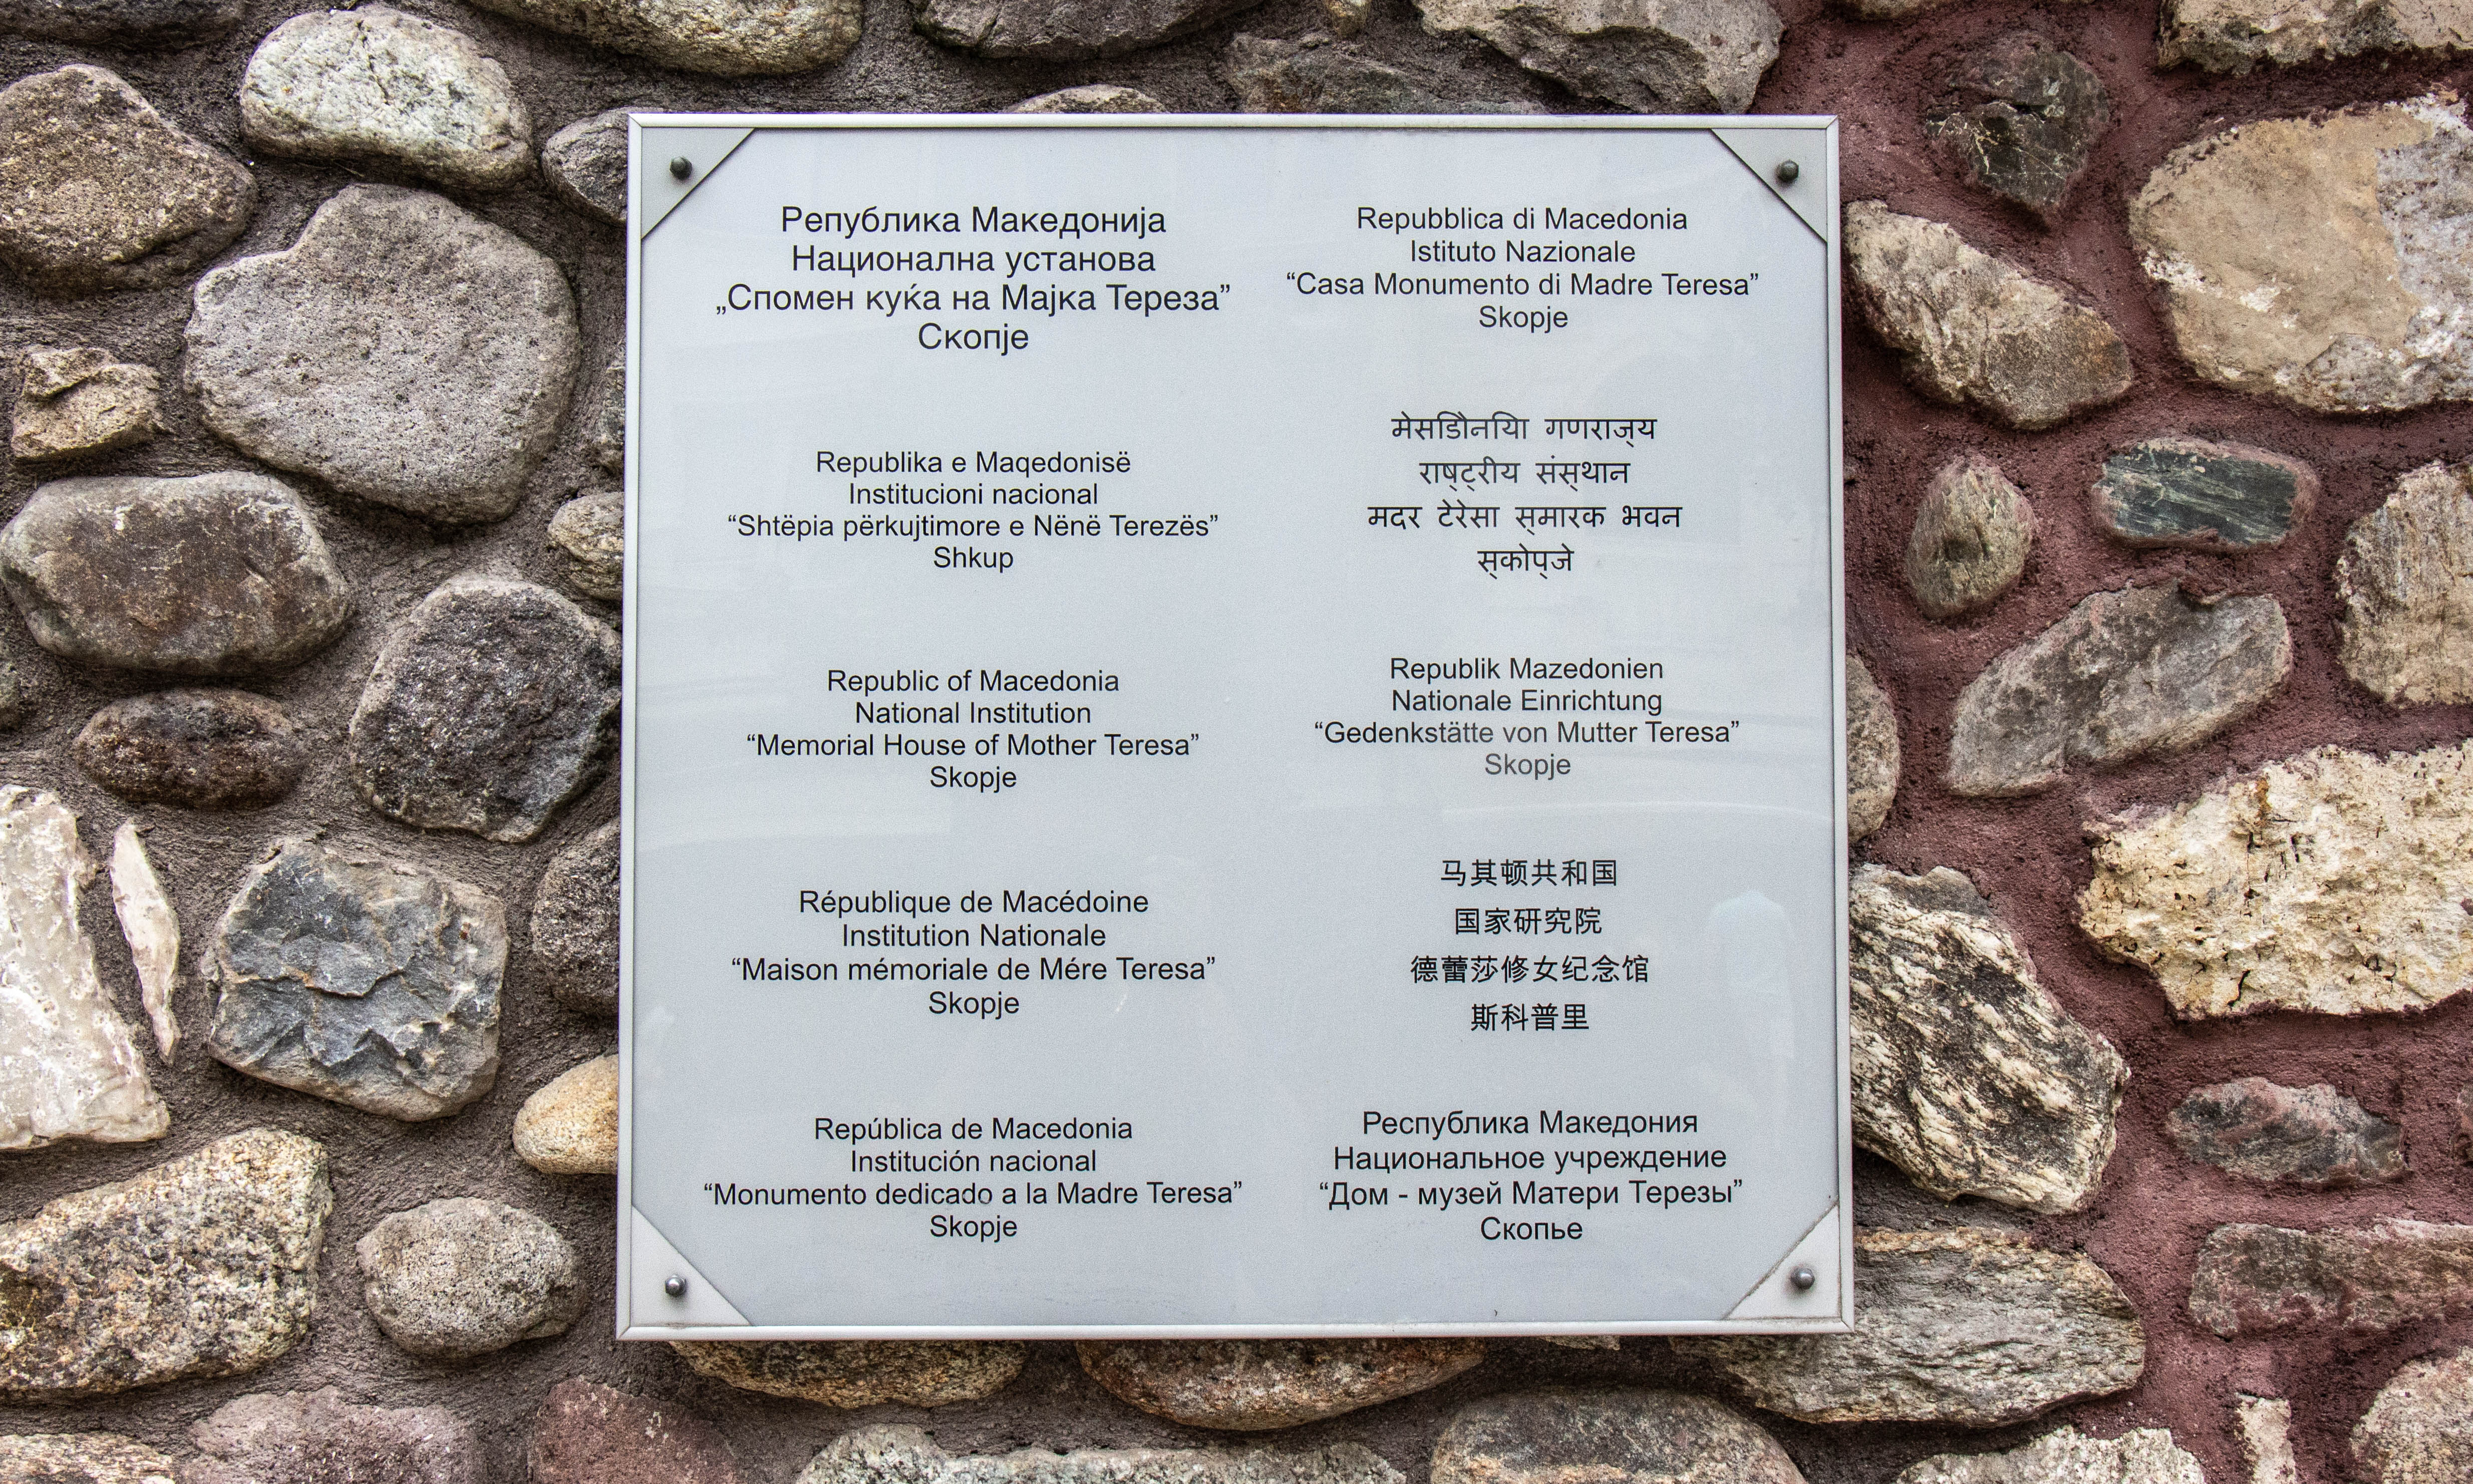 Република Македонија
Национална установа
„Спомен куќа на Мајка Тереза”
Скопје
Republika e Maqedonisë
Institucioni nacional
“Shtëpia përkujtimore e Nënë Terezës”
Shkup
Republic of Macedonia
National Institution
“Memorial House of Mother Teresa”
Skopje
République de Macédoine
Institution Nationale
“Maison mémoriale de Mére Teresa”
Skopje
República de Macedonia
Institución nacional
“Monumento dedicado a la Madre Teresa”
Skopje
Repubblica di Macedonia
Istituto Nazionale
“Casa Monumento di Madre Teresa”
Skopje
मेसडिोनयिा गणराज्‌य
राष्‌ट्‌रीय संस्‌थान
मदर टेरेसा स्‌मारक भवन
स्‌कोप्‌जे
Republik Mazedonien
Nationale Einrichtung
“Gedenkstätte von Mutter Teresa”
Skopje
马其顿共和国
国家研究院
德蕾莎修女纪念馆
斯科普里
Республика Македония
Национальное учреждение
“Дом - музей Матери Терезы”
Скопье